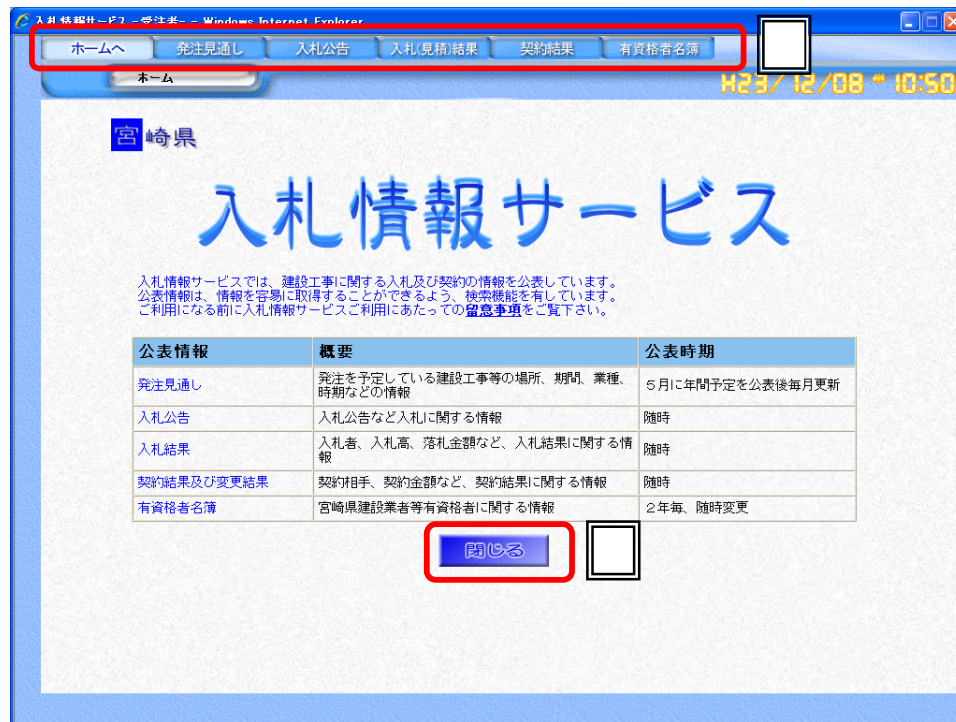 入札情報サービス -受注者- - Windows Internet Explorer
ホームへ 発注見通し 入札公告 入札(見積)結果 契約結果 有資格者名簿
ホーム
H23/12/08 AM 10:50
宮崎県
入札情報サービス
入札情報サービスでは、建設工事に関する入札及び契約の情報を公表しています。
公表情報は、情報を容易に取得することができるよう、検索機能を有しています。
ご利用になる前に入札情報サービスご利用にあたっての留意事項をご覧下さい。
公表情報 概要 公表時期
発注見通し 発注を予定している建設工事等の場所、期間、業種、時期などの情報 5月に年間予定を公表後毎月更新
入札公告 入札公告など入札に関する情報 随時
入札結果 入札者、入札高、落札金額など、入札結果に関する情報 随時
契約結果及び変更結果 契約相手、契約金額など、契約結果に関する情報 随時
有資格者名簿 宮崎県建設業者等有資格者に関する情報 2年毎、随時変更
閉じる